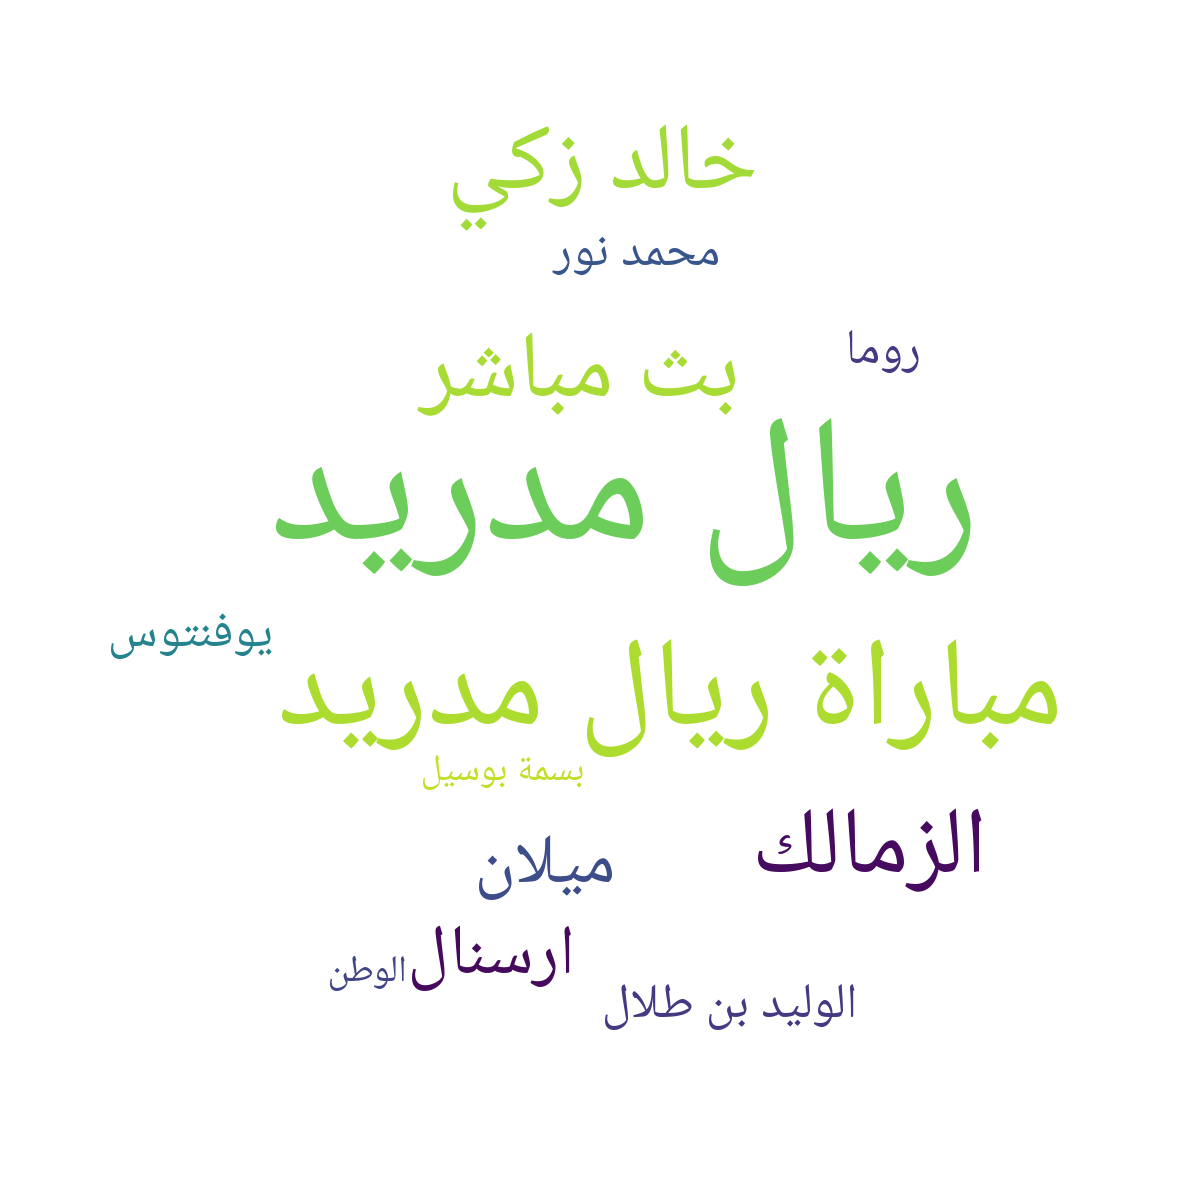 خالد زكي
محمد نور
روما
بث مباشر
ريال مدريد
يوفنتوس
مباراة ريال مدريد
بسمة بوسيل
الزمالك
ميلان
ارسنال
الوطن
الوليد بن طلال